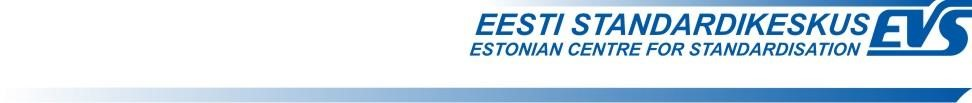 EESTI STANDARDIKESKUS EVS
ESTONIAN CENTRE FOR STANDARDISATION